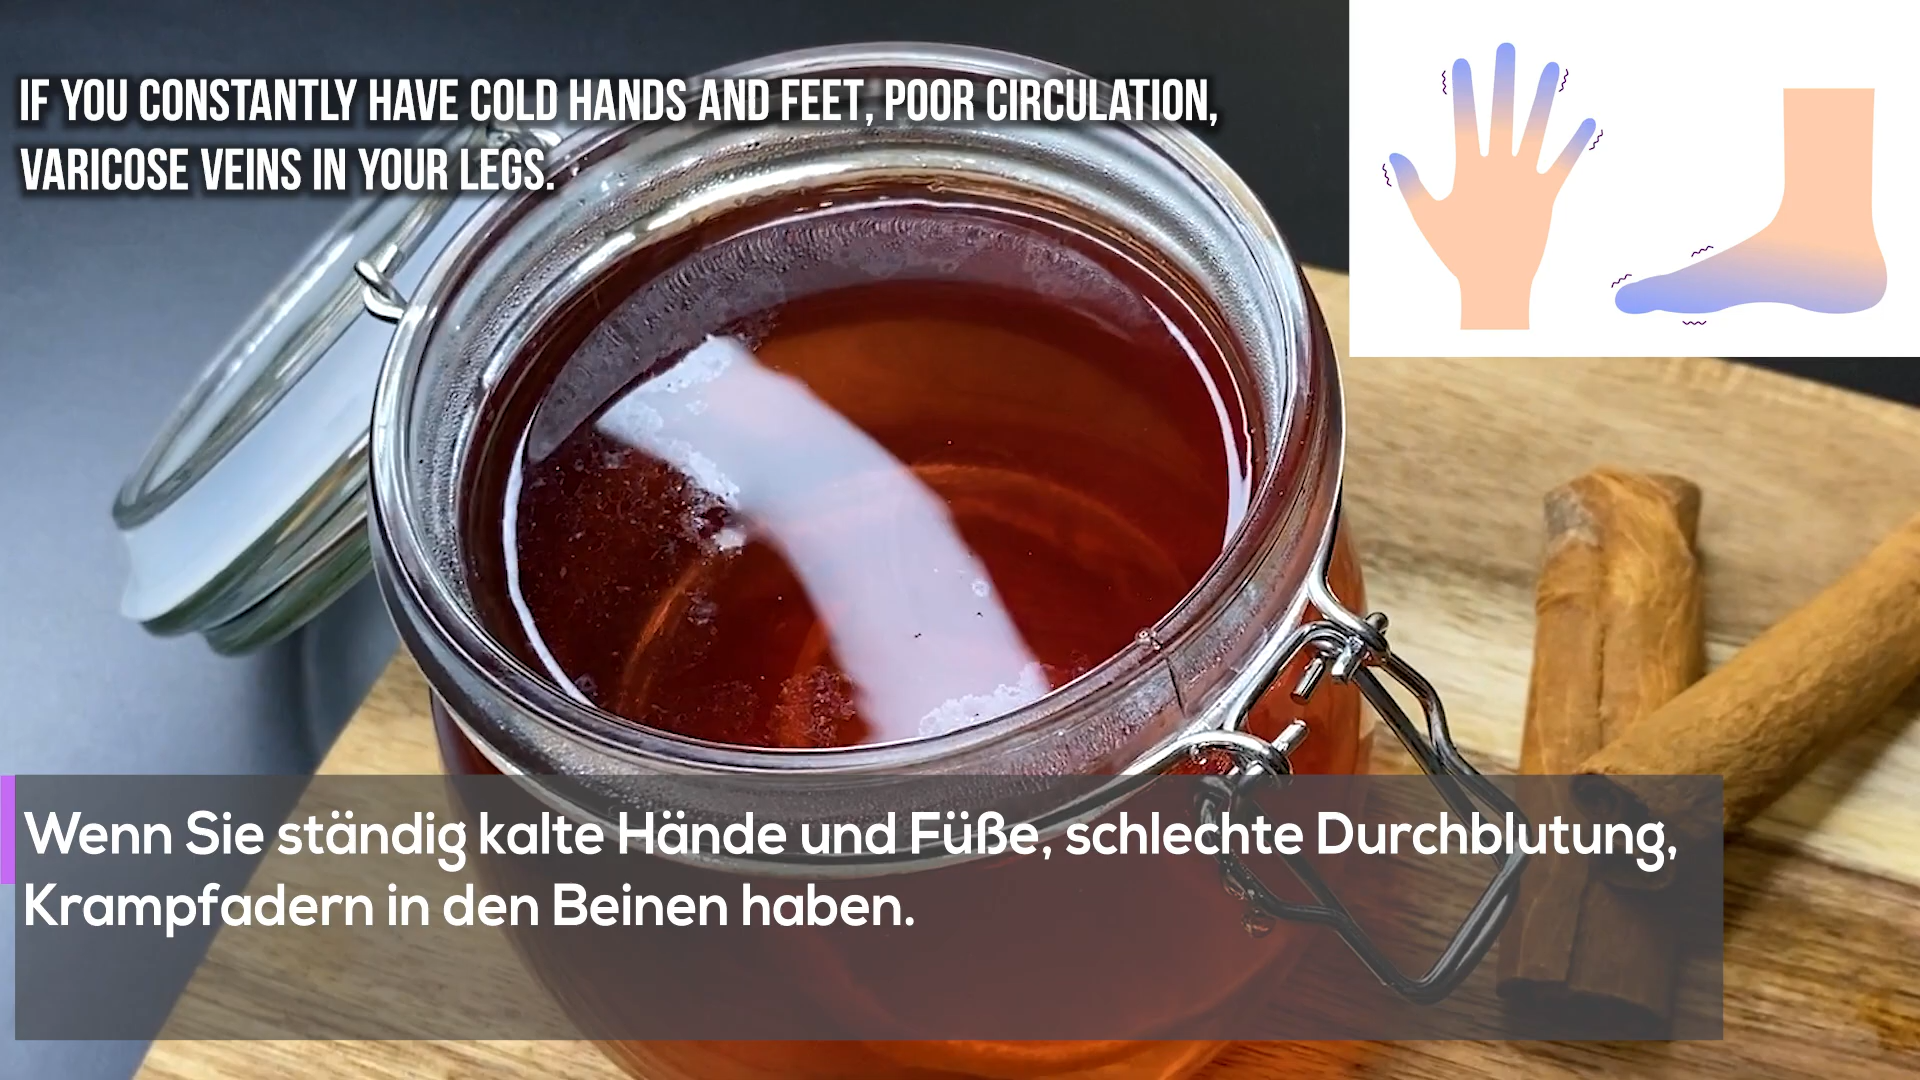 IF YOU CONSTANTLY HAVE COLD HANDS AND FEET, POOR CIRCULATION,
VARICOSE VEINS IN YOUR LEGS.
Wenn Sie ständig kalte Hände und Füße, schlechte Durchblutung,
Krampfadern in den Beinen haben.